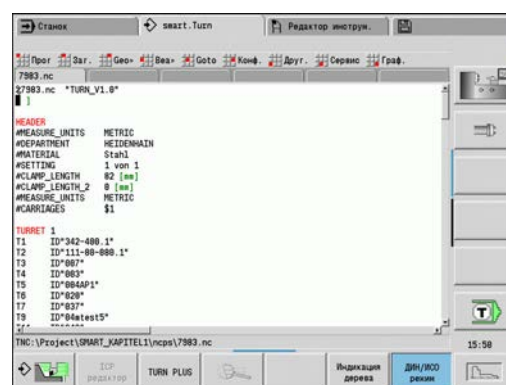 Станок
smart.Turn
Редактор инструм.
Прог Заг. Geo» Bea» Goto Конф. Друг. Сервис Граф.
7983.nc
%7983.nc "TURN_V1.0"
[ ]
HEADER
#MEASURE_UNITS METRIC
#DEPARTMENT HEIDENHAIN
#MATERIAL Stahl
#SETTING 1 von 1
#CLAMP_LENGTH 82 [mm]
#CLAMP_LENGTH_2 0 [mm]
#MEASURE_UNITS METRIC
#CARRIAGES $1
TURRET 1
T1 ID"342-400.1"
T2 ID"111-80-080.1"
T3 ID"007"
T4 ID"003"
T5 ID"004AP1"
T6 ID"020"
T7 ID"037"
T9 ID"04mtest5"
TNC:\Project\SMART_KAPITEL1\ncps\7983.nc
15:50
ICP редактор
TURN PLUS
Индикация дерева
ДИН/ИСО режим